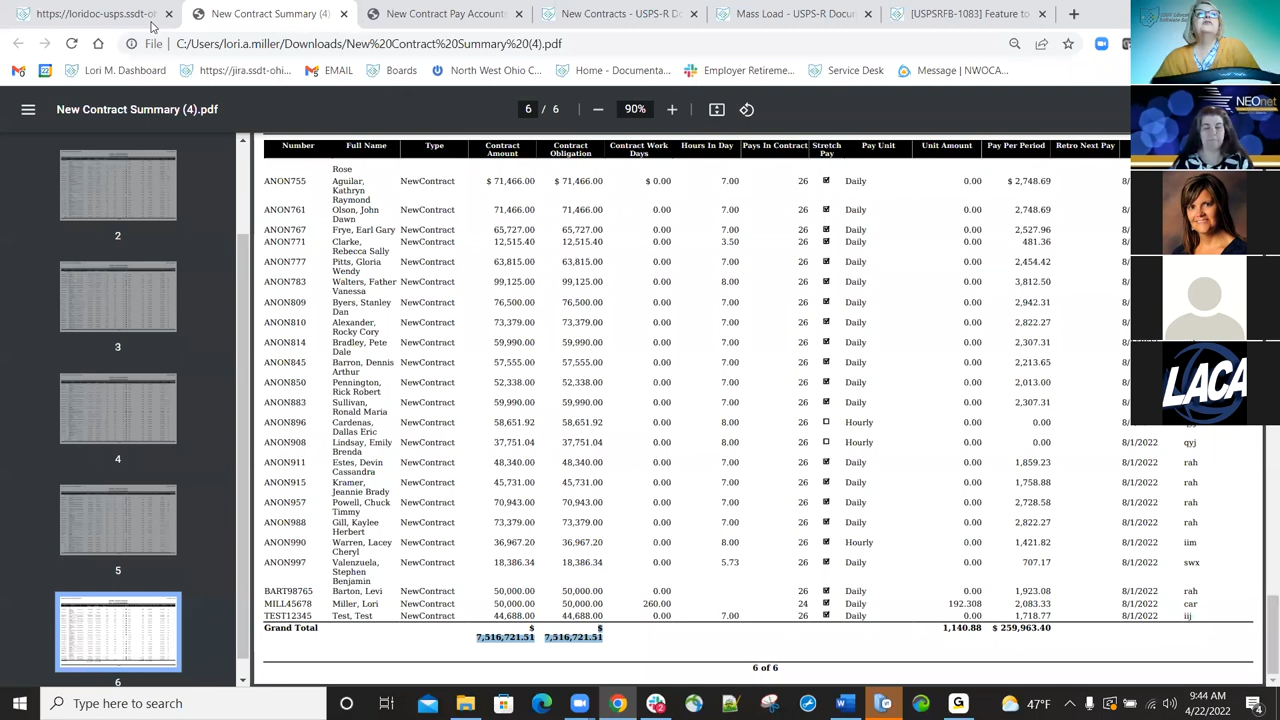 https://loridoc-usps.ssdt-of
New Contract Summary (4)
New Contract Payment Comp
New Contracts - USPS-R Do
Mass Load - USPS-R Documen
[USPSRFB-1083] Feature to
File
C:/Users/lori.a.miller/Downloads/New%20Contract%20Summary%20(4).pdf
Lori M. Dashboard
https://jira.ssdt-ohi...
EMAIL
Boards
North West Ohio...
Home - Documenta...
Employer Retireme...
Service Desk
Message
NWOCA
New Contract Summary (4).pdf
6 / 6
90%
2
3
4
5
6
Number Full Name Type Contract Amount Contract Obligation Contract Work Days Hours In Day Pays In Contract Stretch Pay Pay Unit Unit Amount Pay Per Period Retro Next Pay
Rose
ANON755 Aguilar, NewContract $ 71,466.00 $ 71,466.00 $ 0.00 7.00 26 Daily 0.00 $ 2,748.69 8/
Kathryn
Raymond
ANON761 Olson, John NewContract 71,466.00 71,466.00 0.00 7.00 26 Daily 0.00 2,748.69 8/
Dawn
ANON767 Frye, Earl Gary NewContract 65,727.00 65,727.00 0.00 7.00 26 Daily 0.00 2,527.96 8/
ANON771 Clarke, NewContract 12,515.40 12,515.40 0.00 3.50 26 Daily 0.00 481.36 8/
Rebecca Sally
ANON777 Pitts, Gloria NewContract 63,815.00 63,815.00 0.00 7.00 26 Daily 0.00 2,454.42 8/
Wendy
ANON783 Walters, Father NewContract 99,125.00 99,125.00 0.00 8.00 26 Daily 0.00 3,812.50 8/
Vanessa
ANON809 Byers, Stanley NewContract 76,500.00 76,500.00 0.00 7.00 26 Daily 0.00 2,942.31 8/
Dan
ANON810 Alexander, NewContract 73,379.00 73,379.00 0.00 7.00 26 Daily 0.00 2,822.27 8/
Rocky Cory
ANON814 Bradley, Pete NewContract 59,990.00 59,990.00 0.00 7.00 26 Daily 0.00 2,307.31 8/
Dale
ANON845 Barron, Dennis NewContract 57,555.00 57,555.00 0.00 7.00 26 Daily 0.00 2,213.65 8/
Arthur
ANON850 Pennington, NewContract 52,338.00 52,338.00 0.00 7.00 26 Daily 0.00 2,013.00 8/
Rick Robert
ANON883 Sullivan, NewContract 59,990.00 59,990.00 0.00 7.00 26 Daily 0.00 2,307.31 8/
Ronald Maria
ANON896 Cardenas, NewContract 58,651.92 58,651.92 0.00 8.00 26 Hourly 0.00 0.00 8/
Dallas Eric
ANON908 Lindsay, Emily NewContract 37,751.04 37,751.04 0.00 8.00 26 Hourly 0.00 0.00 8/1/2022 qyj
Brenda
ANON911 Estes, Devin NewContract 48,340.00 48,340.00 0.00 7.00 26 Daily 0.00 1,859.23 8/1/2022 rah
Cassandra
ANON915 Kramer, NewContract 45,731.00 45,731.00 0.00 7.00 26 Daily 0.00 1,758.88 8/1/2022 rah
Jeannie Brady
ANON957 Powell, Chuck NewContract 70,943.00 70,943.00 0.00 7.00 26 Daily 0.00 2,728.58 8/1/2022 rah
Timmy
ANON988 Gill, Kaylee NewContract 73,379.00 73,379.00 0.00 7.00 26 Daily 0.00 2,822.27 8/1/2022 rah
Herbert
ANON990 Warren, Lacey NewContract 36,967.20 36,967.20 0.00 8.00 26 Hourly 0.00 1,421.82 8/1/2022 iim
Cheryl
ANON997 Valenzuela, NewContract 18,386.34 18,386.34 0.00 5.73 26 Daily 0.00 707.17 8/1/2022 swx
Stephen
Benjamin
BART98765 Barton, Levi NewContract 50,000.00 50,000.00 0.00 26 Daily 0.00 1,923.08 8/1/2022 rah
MILL45678 Miller, Lori NewContract 50,000.00 50,000.00 260.00 24 Daily 192.308 2,083.33 8/1/2022 car
TEST12345 Test, Test NewContract 44,688.00 44,688.00 0.00 7.00 26 Daily 0.00 1,718.77 8/1/2022 iij
Grand Total $ $ 1,140.88 $ 259,963.40
7,516,721.51 7,516,721.51
6 of 6
NEOnet
LACA
Type here to search
47°F
9:44 AM
4/22/2022
4